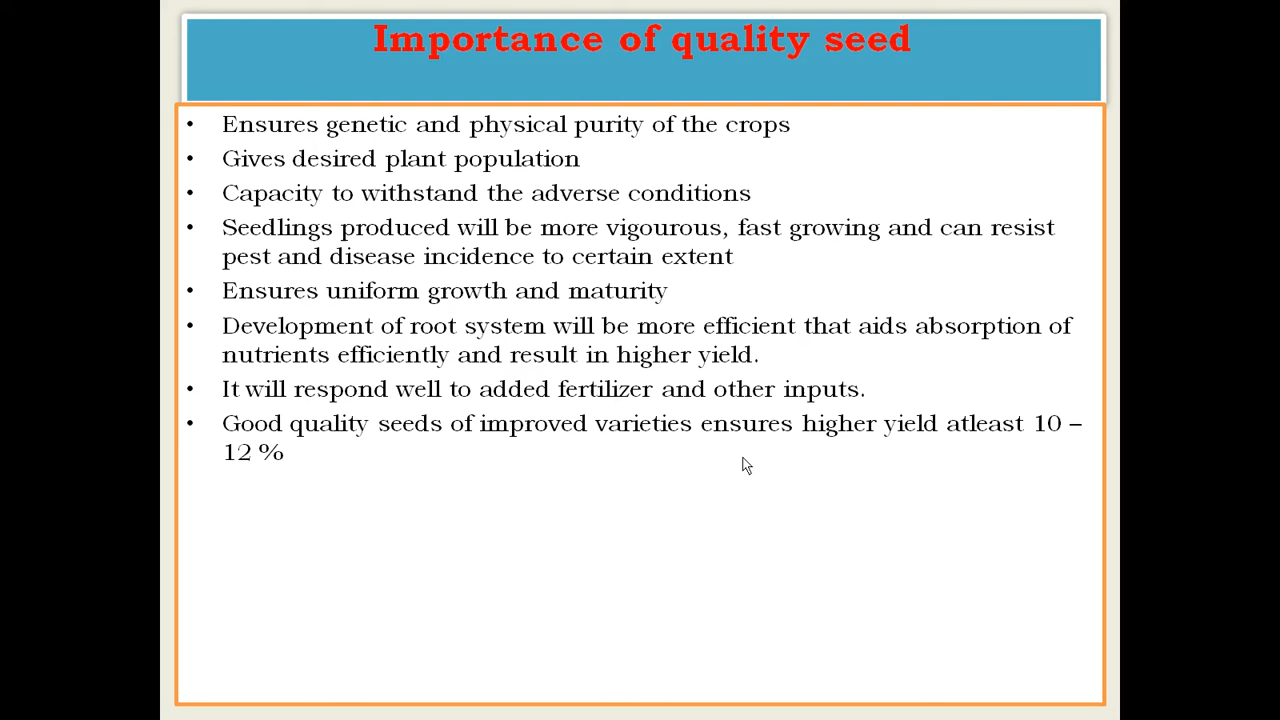 Importance of quality seed
• Ensures genetic and physical purity of the crops
• Gives desired plant population
• Capacity to withstand the adverse conditions
• Seedlings produced will be more vigourous, fast growing and can resist
pest and disease incidence to certain extent
• Ensures uniform growth and maturity
• Development of root system will be more efficient that aids absorption of
nutrients efficiently and result in higher yield.
• It will respond well to added fertilizer and other inputs.
• Good quality seeds of improved varieties ensures higher yield atleast 10 –
12 %